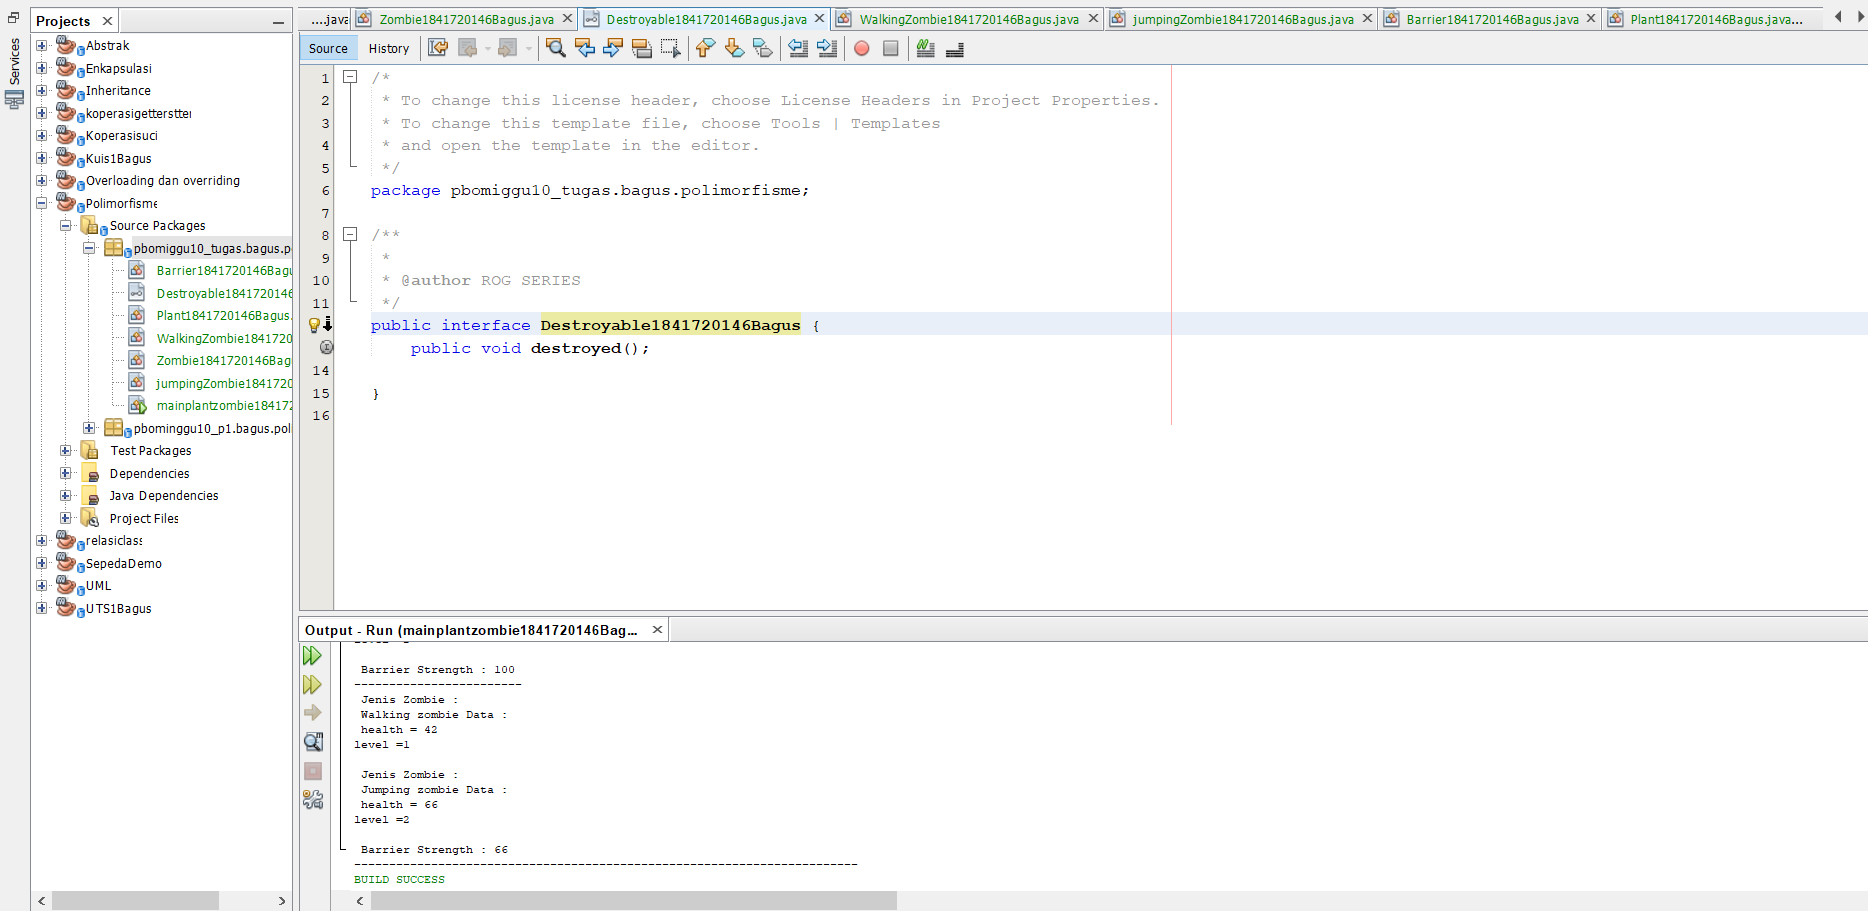 Services
Projects
Abstrak
Enkapsulasi
Inheritance
koperasigetterstter
Koperasisuci
Kuis1Bagus
Overloading dan overriding
Polimorfisme
Source Packages
pbomiggu10_tugas.bagus.p
Barrier1841720146Bagu
Destroyable1841720146
Plant1841720146Bagus.
WalkingZombie1841720
Zombie1841720146Bag
jumpingZombie184172
mainplantzombie18417
pbominggu10_p1.bagus.pol
Test Packages
Dependencies
Java Dependencies
Project Files
relasiclass
SepedaDemo
UML
UTS1Bagus
....java Zombie1841720146Bagus.java Destroyable1841720146Bagus.java WalkingZombie1841720146Bagus.java jumpingZombie1841720146Bagus.java Barrier1841720146Bagus.java Plant1841720146Bagus.java...
Source History
1 /*
2 * To change this license header, choose License Headers in Project Properties.
3 * To change this template file, choose Tools | Templates
4 * and open the template in the editor.
5 */
6 package pbomiggu10_tugas.bagus.polimorfisme;
7
8 /**
9 *
10 * @author ROG SERIES
11 */
public interface Destroyable1841720146Bagus {
public void destroyed();
14
15 }
16
Output - Run (mainplantzombie1841720146Bag...
Barrier Strength : 100
------------------------
Jenis Zombie :
Walking zombie Data :
health = 42
level =1
Jenis Zombie :
Jumping zombie Data :
health = 66
level =2
Barrier Strength : 66
------------------------------------------------------------------------
BUILD SUCCESS